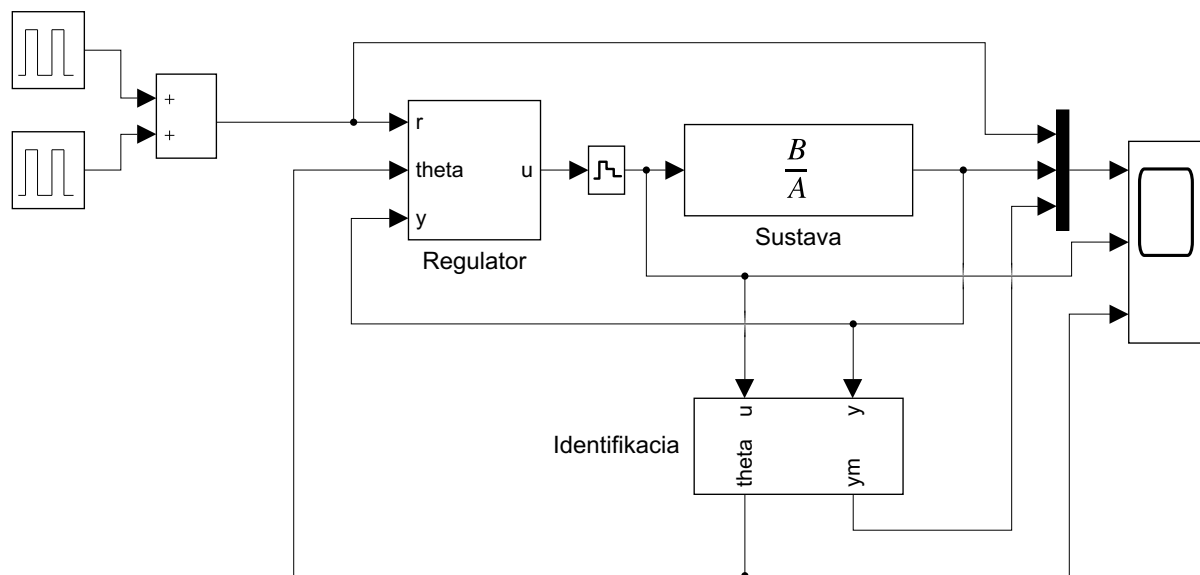 +
+
r
theta
y
u
Regulator
B
A
Sustava
Identifikacia
u
y
theta
ym